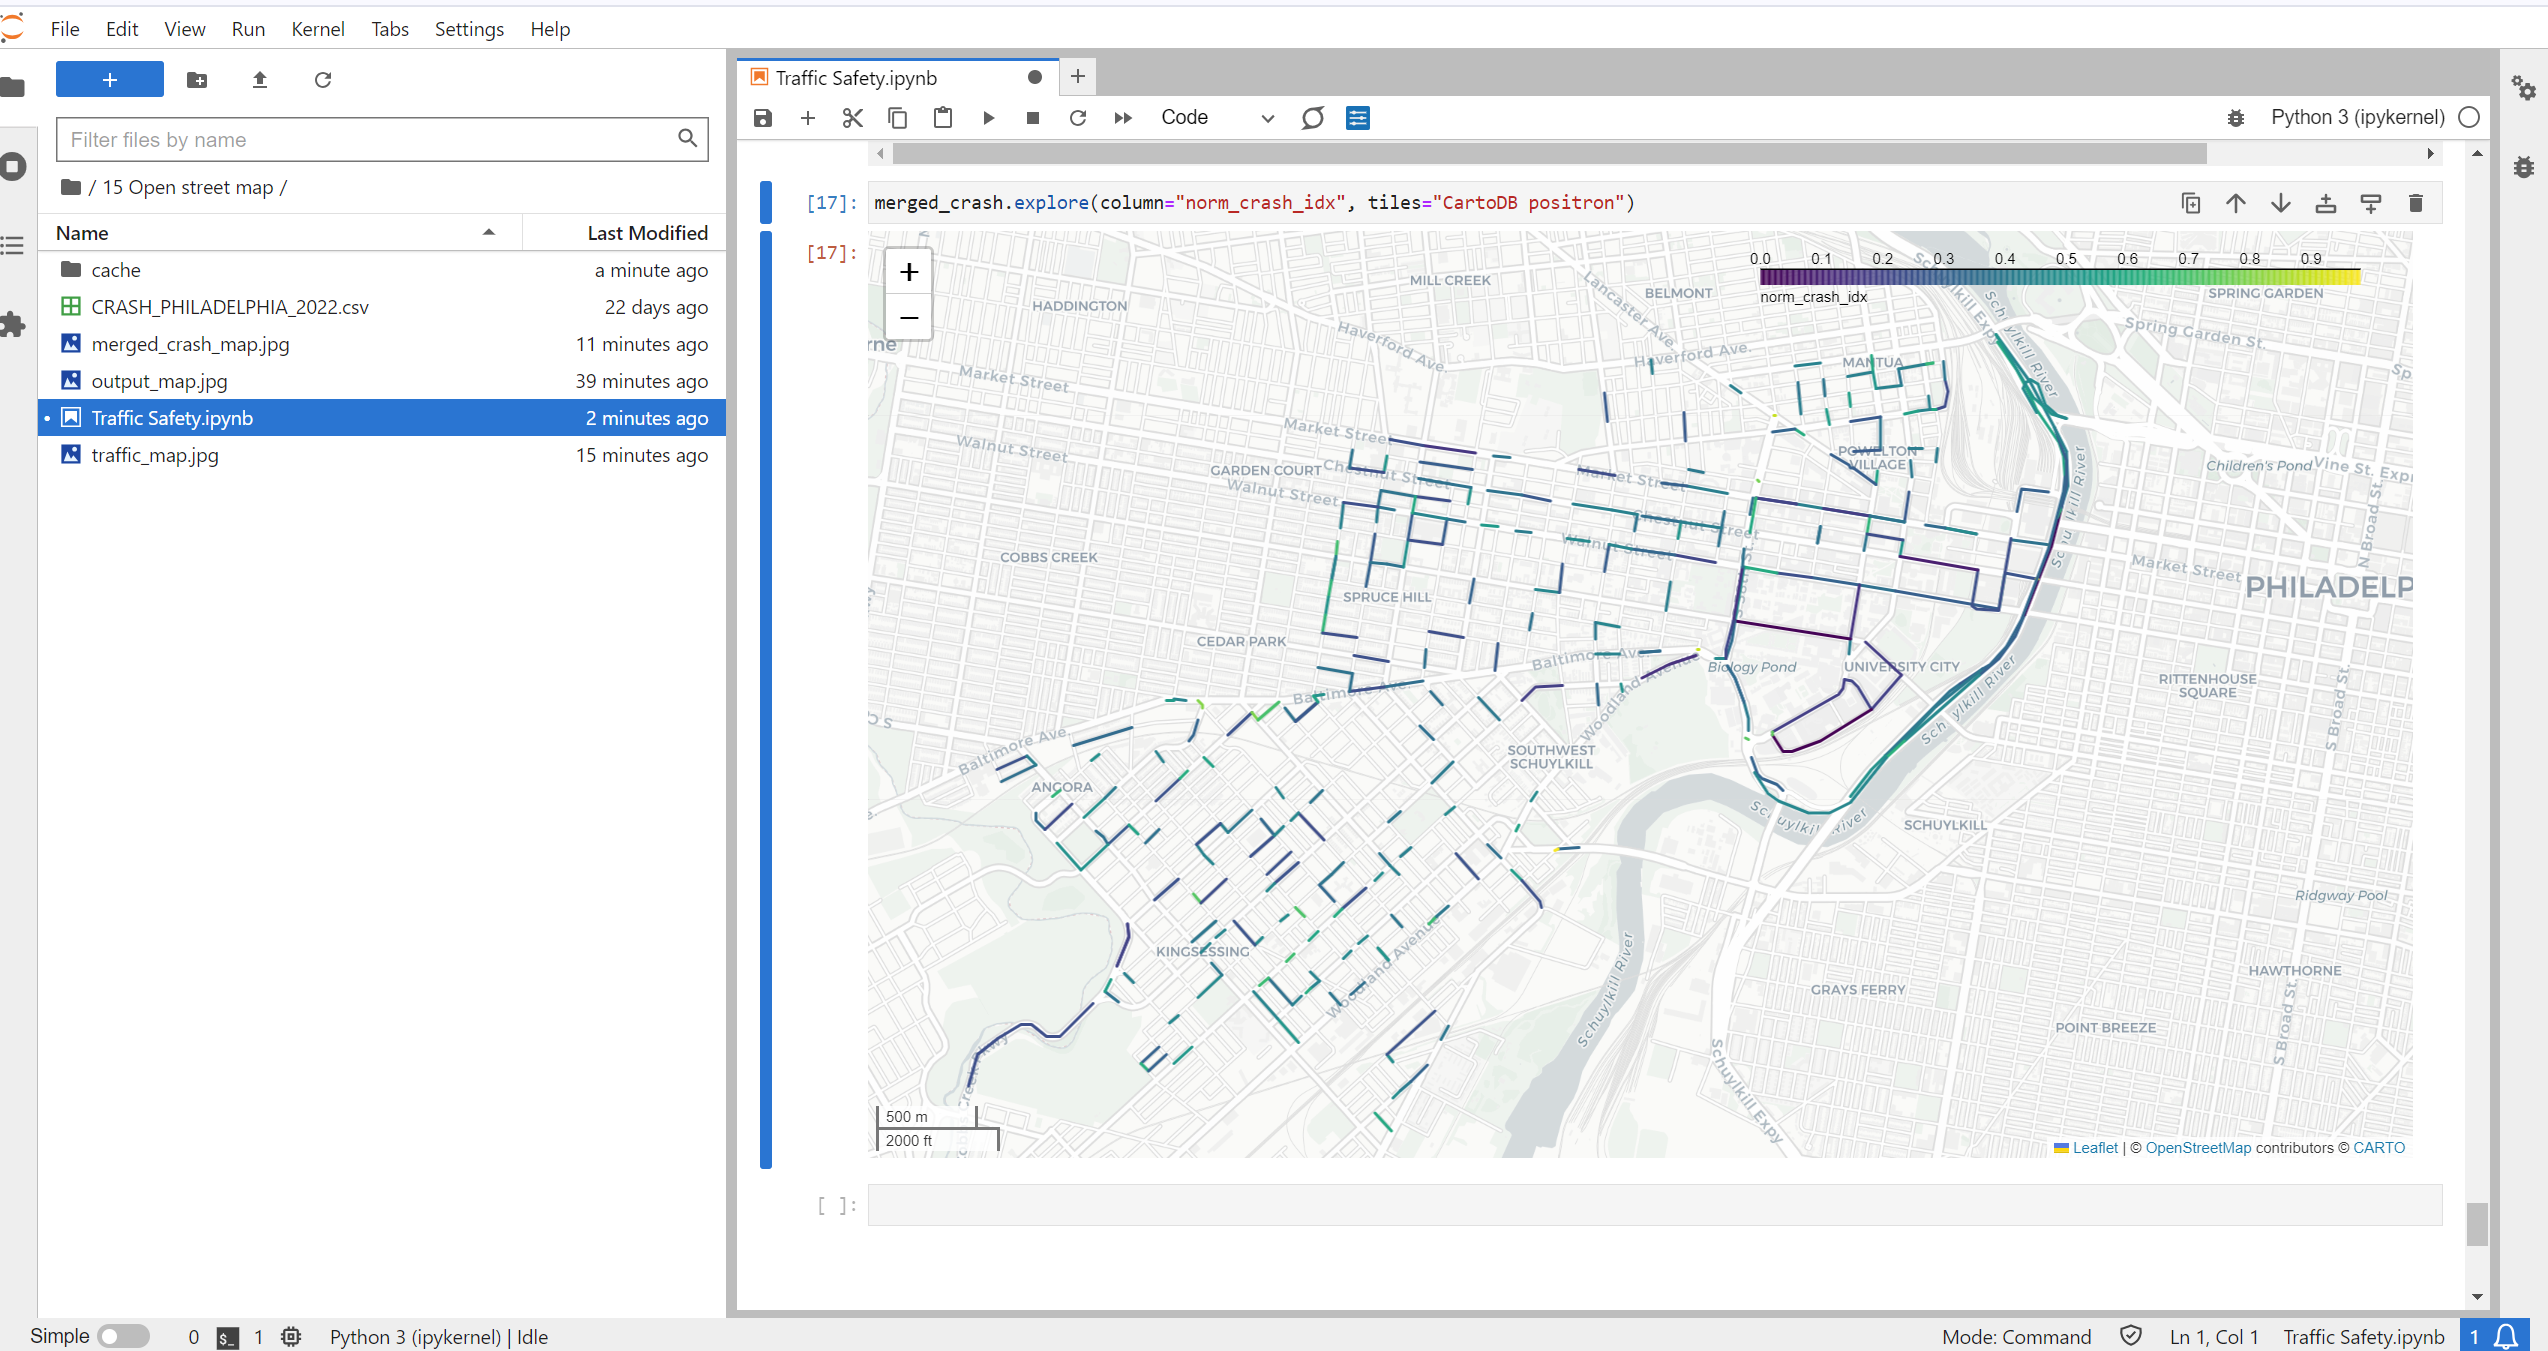 File Edit View Run Kernel Tabs Settings Help
+
Filter files by name
/ 15 Open street map /
Name Last Modified
cache a minute ago
CRASH_PHILADELPHIA_2022.csv 22 days ago
merged_crash_map.jpg 11 minutes ago
output_map.jpg 39 minutes ago
Traffic Safety.ipynb 2 minutes ago
traffic_map.jpg 15 minutes ago
Traffic Safety.ipynb
Code
Python 3 (ipykernel)
[17]: merged_crash.explore(column="norm_crash_idx", tiles="CartoDB positron")
[17]:
+
−
0.0 0.1 0.2 0.3 0.4 0.5 0.6 0.7 0.8 0.9
norm_crash_idx
MILL CREEK
BELMONT
SPRING GARDEN
HADDINGTON
Lancaster Ave.
Schuylkill Expy
Schuylkill River
Spring Garden St.
Haverford Ave.
Haverford Ave.
MANTUA
Market Street
Market Street
Walnut Street
GARDEN COURT
Chestnut Street
Walnut Street
Market Street
POWELTON
VILLAGE
Children's Pond
Vine St. Expy
N Broad St.
Schuylkill River
Chestnut Street
Walnut Street
COBBS CREEK
Market Street
PHILADELP
SPRUCE HILL
CEDAR PARK
Baltimore Ave.
Biology Pond
UNIVERSITY CITY
RITTENHOUSE
SQUARE
S Broad St.
Baltimore Ave.
Woodland Avenue
Schuylkill River
Baltimore Ave.
SOUTHWEST
SCHUYLKILL
ANGORA
Schuylkill River
SCHUYLKILL
Ridgway Pool
KINGSESSING
Woodland Avenue
Schuylkill River
HAWTHORNE
GRAYS FERRY
S Broad St.
POINT BREEZE
Schuylkill Expy
500 m
2000 ft
Leaflet | © OpenStreetMap contributors © CARTO
[ ]:
Simple 0 $_ 1 Python 3 (ipykernel) | Idle Mode: Command Ln 1, Col 1 Traffic Safety.ipynb 1